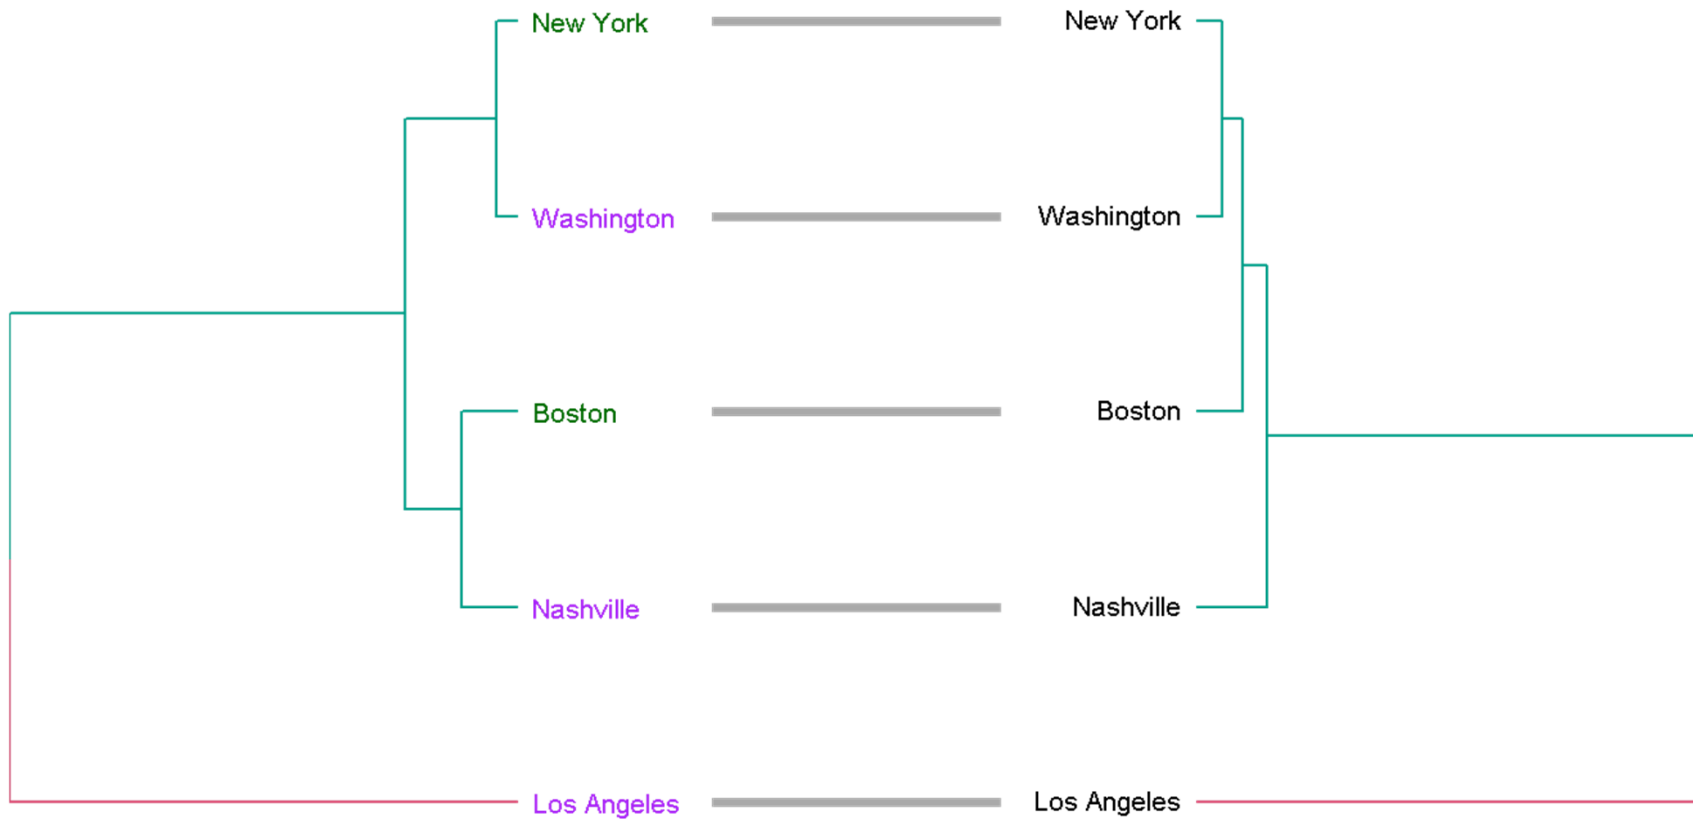 New York
New York
Washington
Washington
Boston
Boston
Nashville
Nashville
Los Angeles
Los Angeles